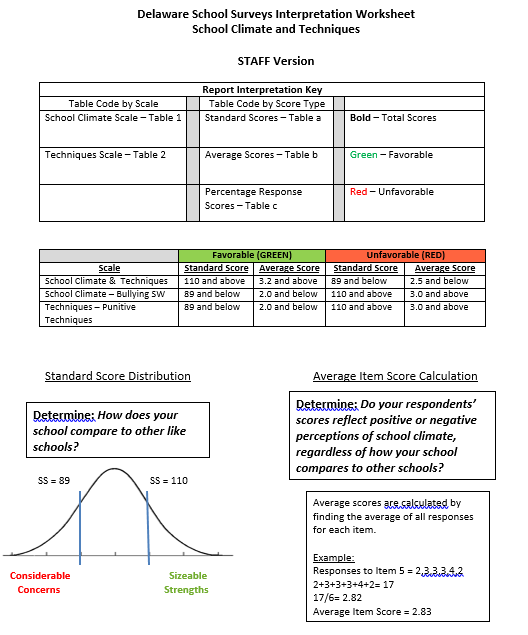 Delaware School Surveys Interpretation Worksheet
School Climate and Techniques
STAFF Version
Report Interpretation Key
Table Code by Scale Table Code by Score Type
School Climate Scale – Table 1 Standard Scores – Table a Bold – Total Scores
Techniques Scale – Table 2 Average Scores – Table b Green – Favorable
Percentage Response Red – Unfavorable
Scores – Table c
Favorable (GREEN) Unfavorable (RED)
Scale Standard Score Average Score Standard Score Average Score
School Climate & Techniques 110 and above 3.2 and above 89 and below 2.5 and below
School Climate – Bullying SW 89 and below 2.0 and below 110 and above 3.0 and above
Techniques – Punitive 89 and below 2.0 and below 110 and above 3.0 and above
Techniques
Standard Score Distribution
Determine: How does your
school compare to other like
schools?
SS = 89 SS = 110
Considerable
Concerns
Sizeable
Strengths
Average Item Score Calculation
Determine: Do your respondents’
scores reflect positive or negative
perceptions of school climate,
regardless of how your school
compares to other schools?
Average scores are calculated by
finding the average of all responses
for each item.
Example:
Responses to Item 5 = 2,3,3,3,4,2
2+3+3+3+4+2= 17
17/6= 2.82
Average Item Score = 2.83